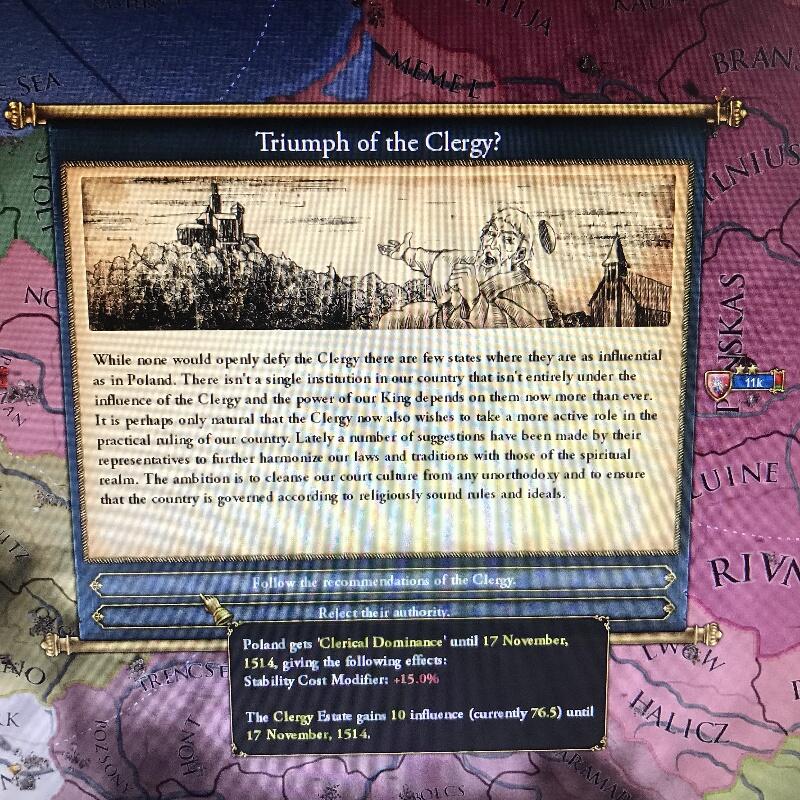 SEA
MEMEL
BRANS
Triumph of the Clergy?
While none would openly defy the Clergy there are few states where they are as influential
as in Poland. There isn't a single institution in our country that isn't entirely under the
influence of the Clergy and the power of our King depends on them now more than ever.
It is perhaps only natural that the Clergy now also wishes to take a more active role in the
practical ruling of our country. Lately a number of suggestions have been made by their
representatives to further harmonize our laws and traditions with those of the spiritual
realm. The ambition is to cleanse our court culture from any unorthodoxy and to ensure
that the country is governed according to religiously sound rules and ideals.
11k
Follow the recommendations of the Clergy.
Reject their authority.
Poland gets 'Clerical Dominance' until 17 November,
1514, giving the following effects:
Stability Cost Modifier: +15.0%
The Clergy Estate gains 10 influence (currently 76.5) until
17 November, 1514.
LWOW
HALICZ